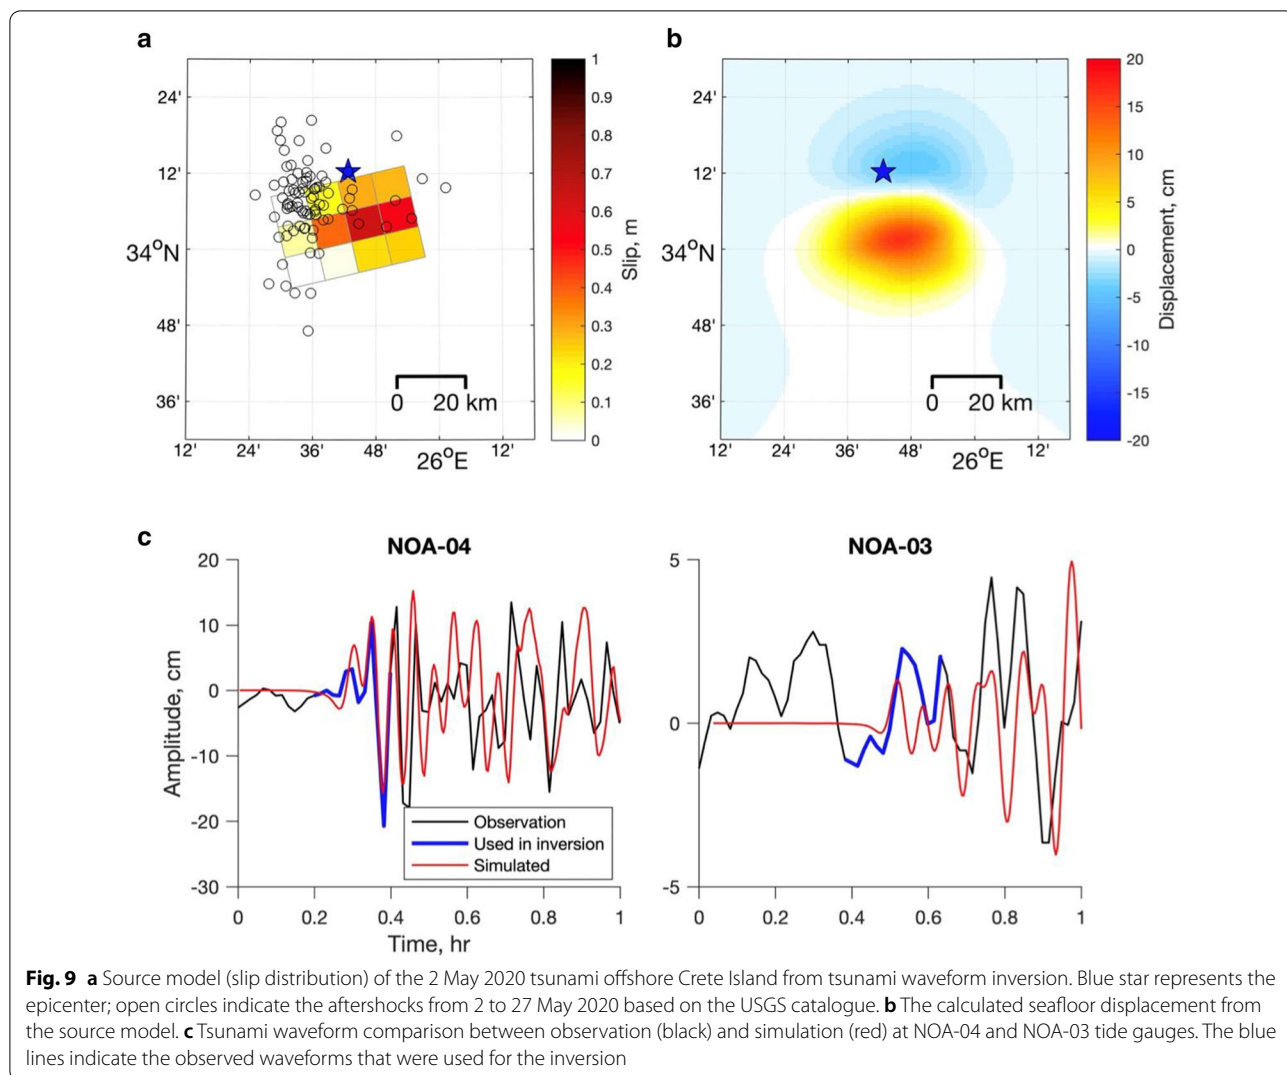 a
24'
12'
34°N
48'
36'
12'
24'
36'
48'
26°E
12'
0
20 km
1
0.9
0.8
0.7
0.6
0.5
0.4
0.3
0.2
0.1
0
Slip, m
b
24'
12'
34°N
48'
36'
12'
24'
36'
48'
26°E
12'
0
20 km
20
15
10
5
0
-5
-10
-15
-20
Displacement, cm
c
NOA-04
20
10
0
-10
-20
-30
Amplitude, cm
Observation
Used in inversion
Simulated
0
0.2
0.4
0.6
0.8
1
Time, hr
NOA-03
5
0
-5
0
0.2
0.4
0.6
0.8
1
Fig. 9 a Source model (slip distribution) of the 2 May 2020 tsunami offshore Crete Island from tsunami waveform inversion. Blue star represents the
epicenter; open circles indicate the aftershocks from 2 to 27 May 2020 based on the USGS catalogue. b The calculated seafloor displacement from
the source model. c Tsunami waveform comparison between observation (black) and simulation (red) at NOA-04 and NOA-03 tide gauges. The blue
lines indicate the observed waveforms that were used for the inversion